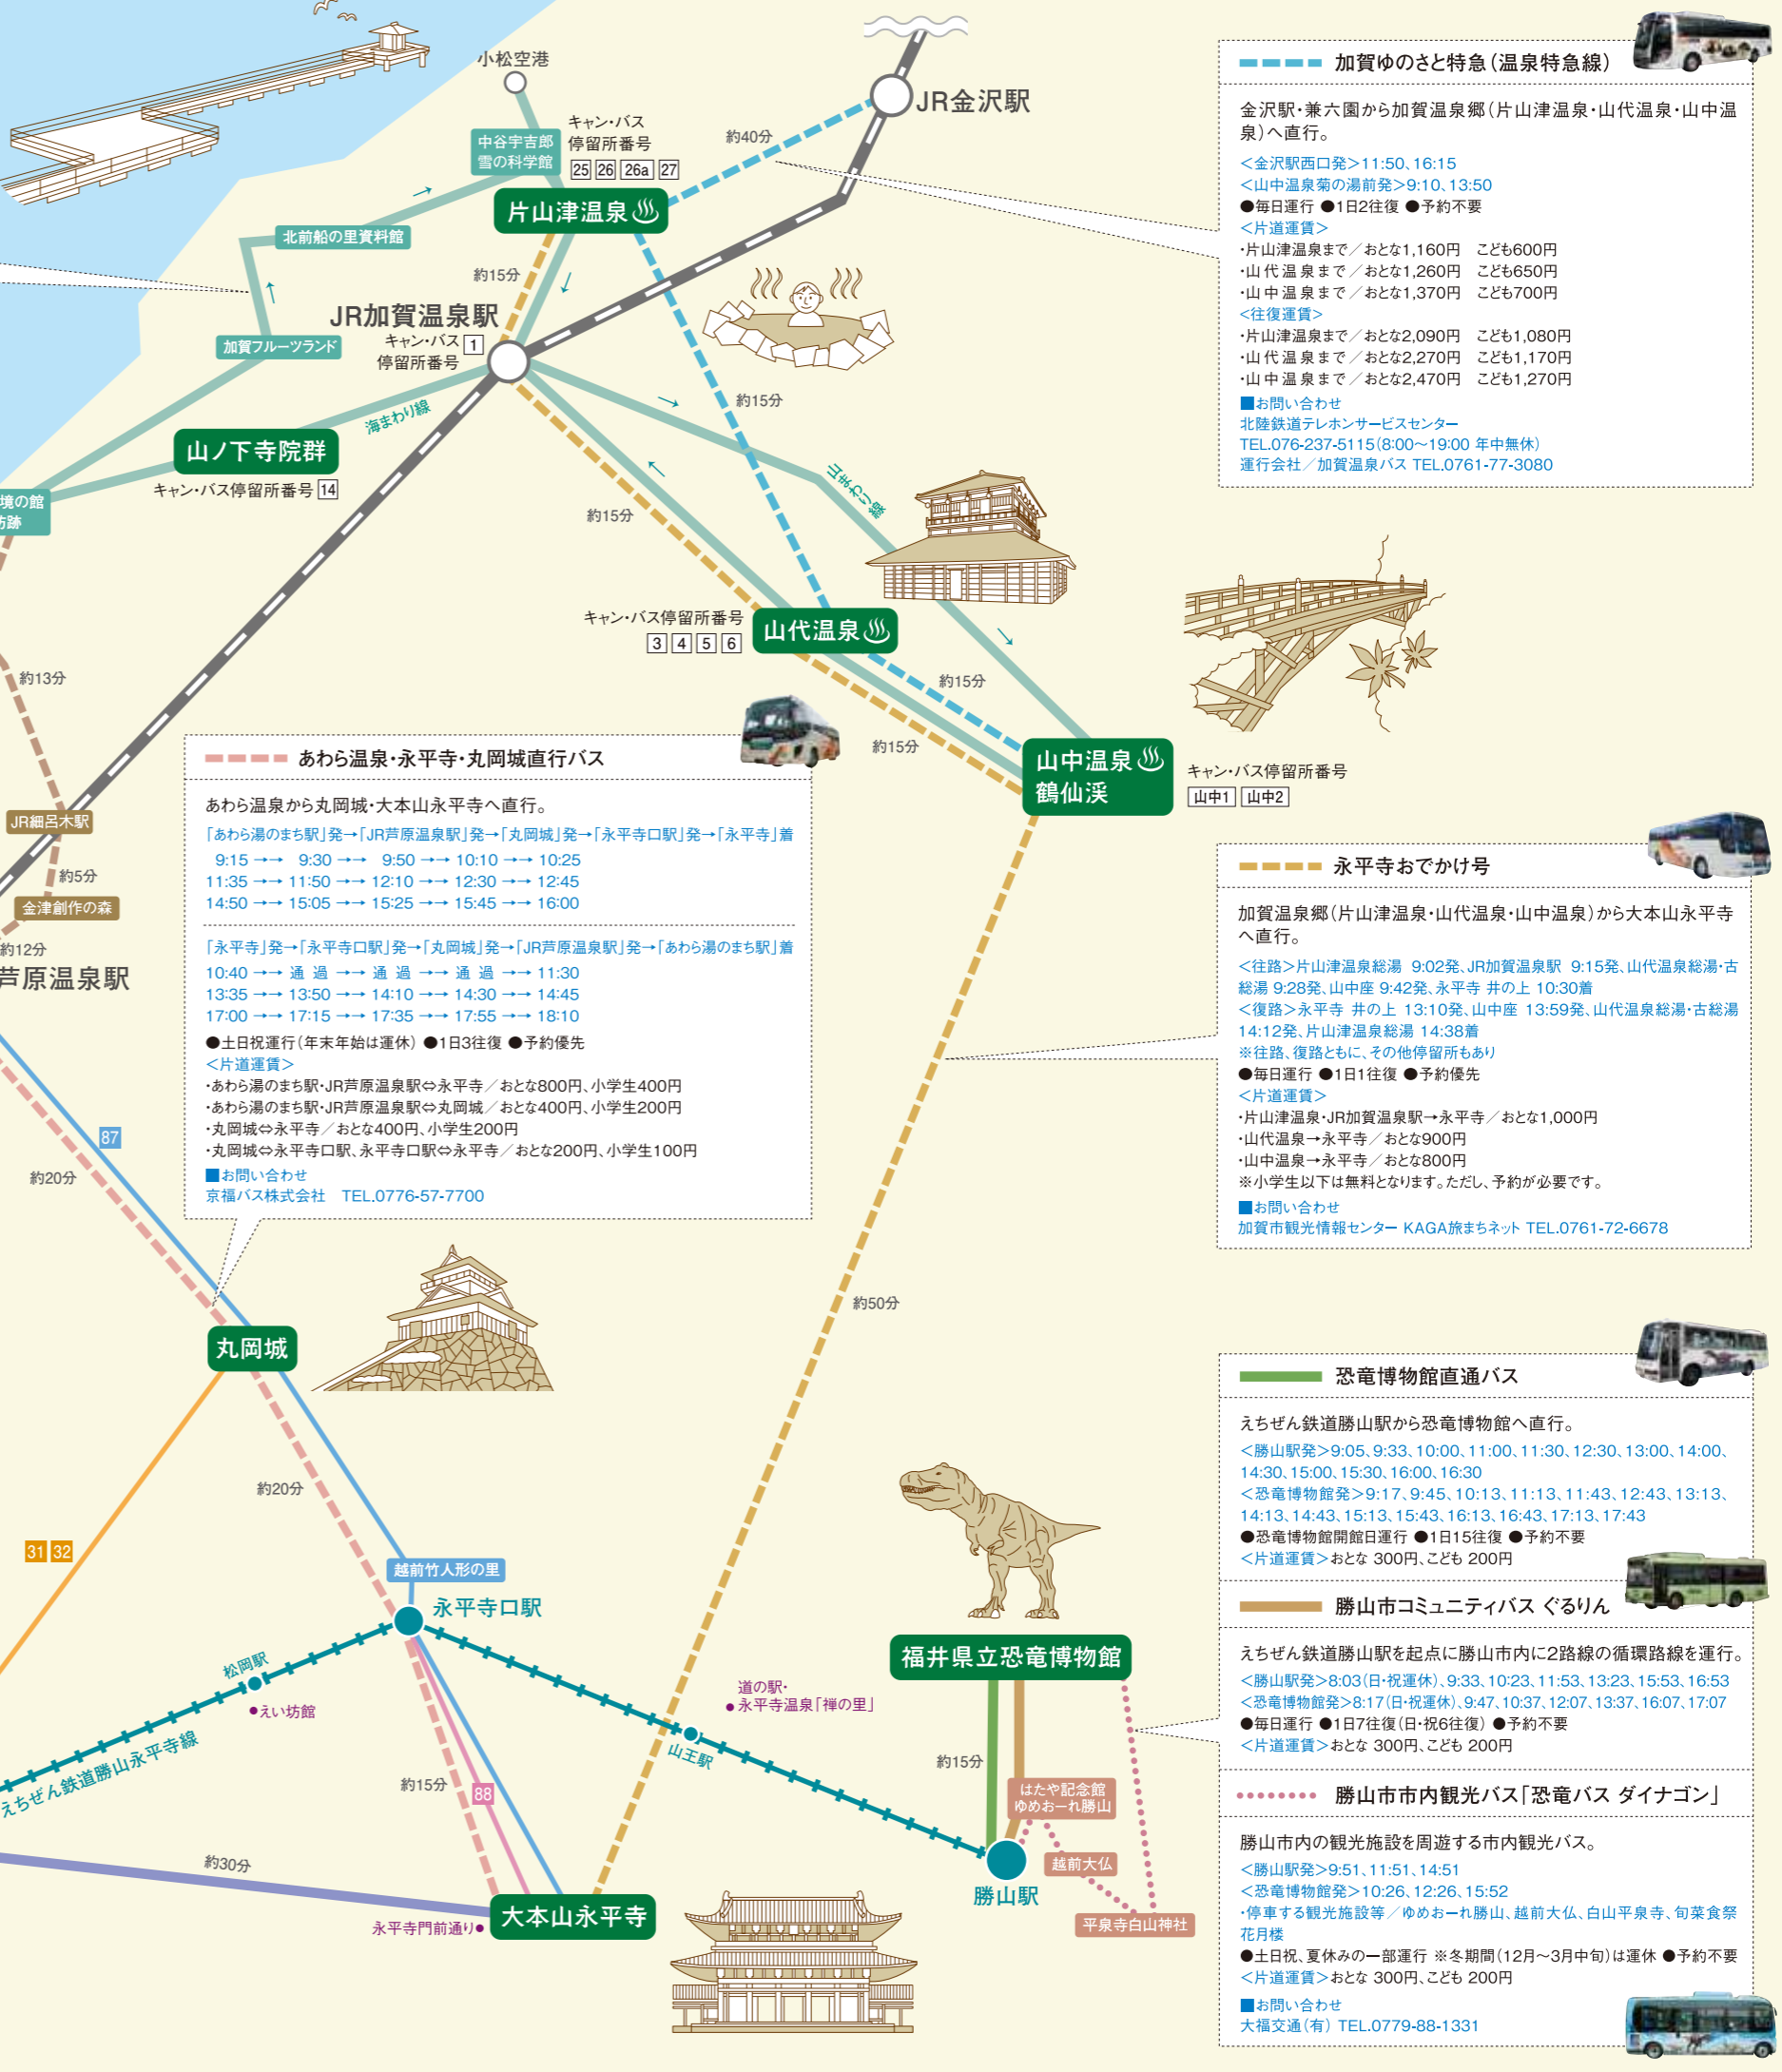 小松空港
JR金沢駅
中谷宇吉郎
雪の科学館
キャン・バス
停留所番号
25 26 26a 27
約40分
片山津温泉
北前船の里資料館
約15分
JR加賀温泉駅
キャン・バス
停留所番号 1
加賀フルーツランド
海まわり線
約15分
山ノ下寺院群
キャン・バス停留所番号 14
境の館
跡
山まわり線
約15分
キャン・バス停留所番号
3 4 5 6
山代温泉
約15分
約15分
山中温泉
鶴仙渓
キャン・バス停留所番号
山中1 山中2
約13分
JR細呂木駅
約5分
金津創作の森
約12分
芦原温泉駅
加賀ゆのさと特急(温泉特急線)
金沢駅・兼六園から加賀温泉郷(片山津温泉・山代温泉・山中温
泉)へ直行。
<金沢駅西口発>11:50、16:15
<山中温泉菊の湯前発>9:10、13:50
●毎日運行 ●1日2往復 ●予約不要
<片道運賃>
・片山津温泉まで/おとな1,160円 こども600円
・山代温泉まで/おとな1,260円 こども650円
・山中温泉まで/おとな1,370円 こども700円
<往復運賃>
・片山津温泉まで/おとな2,090円 こども1,080円
・山代温泉まで/おとな2,270円 こども1,170円
・山中温泉まで/おとな2,470円 こども1,270円
■お問い合わせ
北陸鉄道テレホンサービスセンター
TEL.076-237-5115(8:00〜19:00 年中無休)
運行会社/加賀温泉バス TEL.0761-77-3080
あわら温泉・永平寺・丸岡城直行バス
あわら温泉から丸岡城・大本山永平寺へ直行。
「あわら湯のまち駅」発→「JR芦原温泉駅」発→「丸岡城」発→「永平寺口駅」発→「永平寺」着
9:15 →→ 9:30 →→ 9:50 →→ 10:10 →→ 10:25
11:35 →→ 11:50 →→ 12:10 →→ 12:30 →→ 12:45
14:50 →→ 15:05 →→ 15:25 →→ 15:45 →→ 16:00
「永平寺」発→「永平寺口駅」発→「丸岡城」発→「JR芦原温泉駅」発→「あわら湯のまち駅」着
10:40 →→ 通過 →→ 通過 →→ 通過 →→ 11:30
13:35 →→ 13:50 →→ 14:10 →→ 14:30 →→ 14:45
17:00 →→ 17:15 →→ 17:35 →→ 17:55 →→ 18:10
●土日祝運行(年末年始は運休) ●1日3往復 ●予約優先
<片道運賃>
・あわら湯のまち駅・JR芦原温泉駅⇔永平寺/おとな800円、小学生400円
・あわら湯のまち駅・JR芦原温泉駅⇔丸岡城/おとな400円、小学生200円
・丸岡城⇔永平寺/おとな400円、小学生200円
・丸岡城⇔永平寺口駅、永平寺口駅⇔永平寺/おとな200円、小学生100円
■お問い合わせ
京福バス株式会社 TEL.0776-57-7700
永平寺おでかけ号
加賀温泉郷(片山津温泉・山代温泉・山中温泉)から大本山永平寺
へ直行。
<往路>片山津温泉総湯 9:02発、JR加賀温泉駅 9:15発、山代温泉総湯・古
総湯 9:28発、山中座 9:42発、永平寺 井の上 10:30着
<復路>永平寺 井の上 13:10発、山中座 13:59発、山代温泉総湯・古総湯
14:12発、片山津温泉総湯 14:38着
※往路、復路ともに、その他停留所もあり
●毎日運行 ●1日1往復 ●予約優先
<片道運賃>
・片山津温泉・JR加賀温泉駅→永平寺/おとな1,000円
・山代温泉→永平寺/おとな900円
・山中温泉→永平寺/おとな800円
※小学生以下は無料となります。ただし、予約が必要です。
■お問い合わせ
加賀市観光情報センター KAGA旅まちネット TEL.0761-72-6678
87
約20分
丸岡城
約50分
約20分
31 32
越前竹人形の里
永平寺口駅
松岡駅
●えい坊館
えちぜん鉄道勝山永平寺線
道の駅・
●永平寺温泉「禅の里」
山王駅
約15分
88
約30分
永平寺門前通り●
大本山永平寺
福井県立恐竜博物館
約15分
はたや記念館
ゆめおーれ勝山
越前大仏
勝山駅
平泉寺白山神社
恐竜博物館直通バス
えちぜん鉄道勝山駅から恐竜博物館へ直行。
<勝山駅発>9:05、9:33、10:00、11:00、11:30、12:30、13:00、14:00、
14:30、15:00、15:30、16:00、16:30
<恐竜博物館発>9:17、9:45、10:13、11:13、11:43、12:43、13:13、
14:13、14:43、15:13、15:43、16:13、16:43、17:13、17:43
●恐竜博物館開館日運行 ●1日15往復 ●予約不要
<片道運賃>おとな 300円、こども 200円
勝山市コミュニティバス ぐるりん
えちぜん鉄道勝山駅を起点に勝山市内に2路線の循環路線を運行。
<勝山駅発>8:03(日・祝運休)、9:33、10:23、11:53、13:23、15:53、16:53
<恐竜博物館発>8:17(日・祝運休)、9:47、10:37、12:07、13:37、16:07、17:07
●毎日運行 ●1日7往復(日・祝6往復) ●予約不要
<片道運賃>おとな 300円、こども 200円
勝山市市内観光バス「恐竜バス ダイナゴン」
勝山市内の観光施設を周遊する市内観光バス。
<勝山駅発>9:51、11:51、14:51
<恐竜博物館発>10:26、12:26、15:52
・停車する観光施設等/ゆめおーれ勝山、越前大仏、白山平泉寺、旬菜食祭
花月楼
●土日祝、夏休みの一部運行 ※冬期間(12月〜3月中旬)は運休 ●予約不要
<片道運賃>おとな 300円、こども 200円
■お問い合わせ
大福交通(有) TEL.0779-88-1331